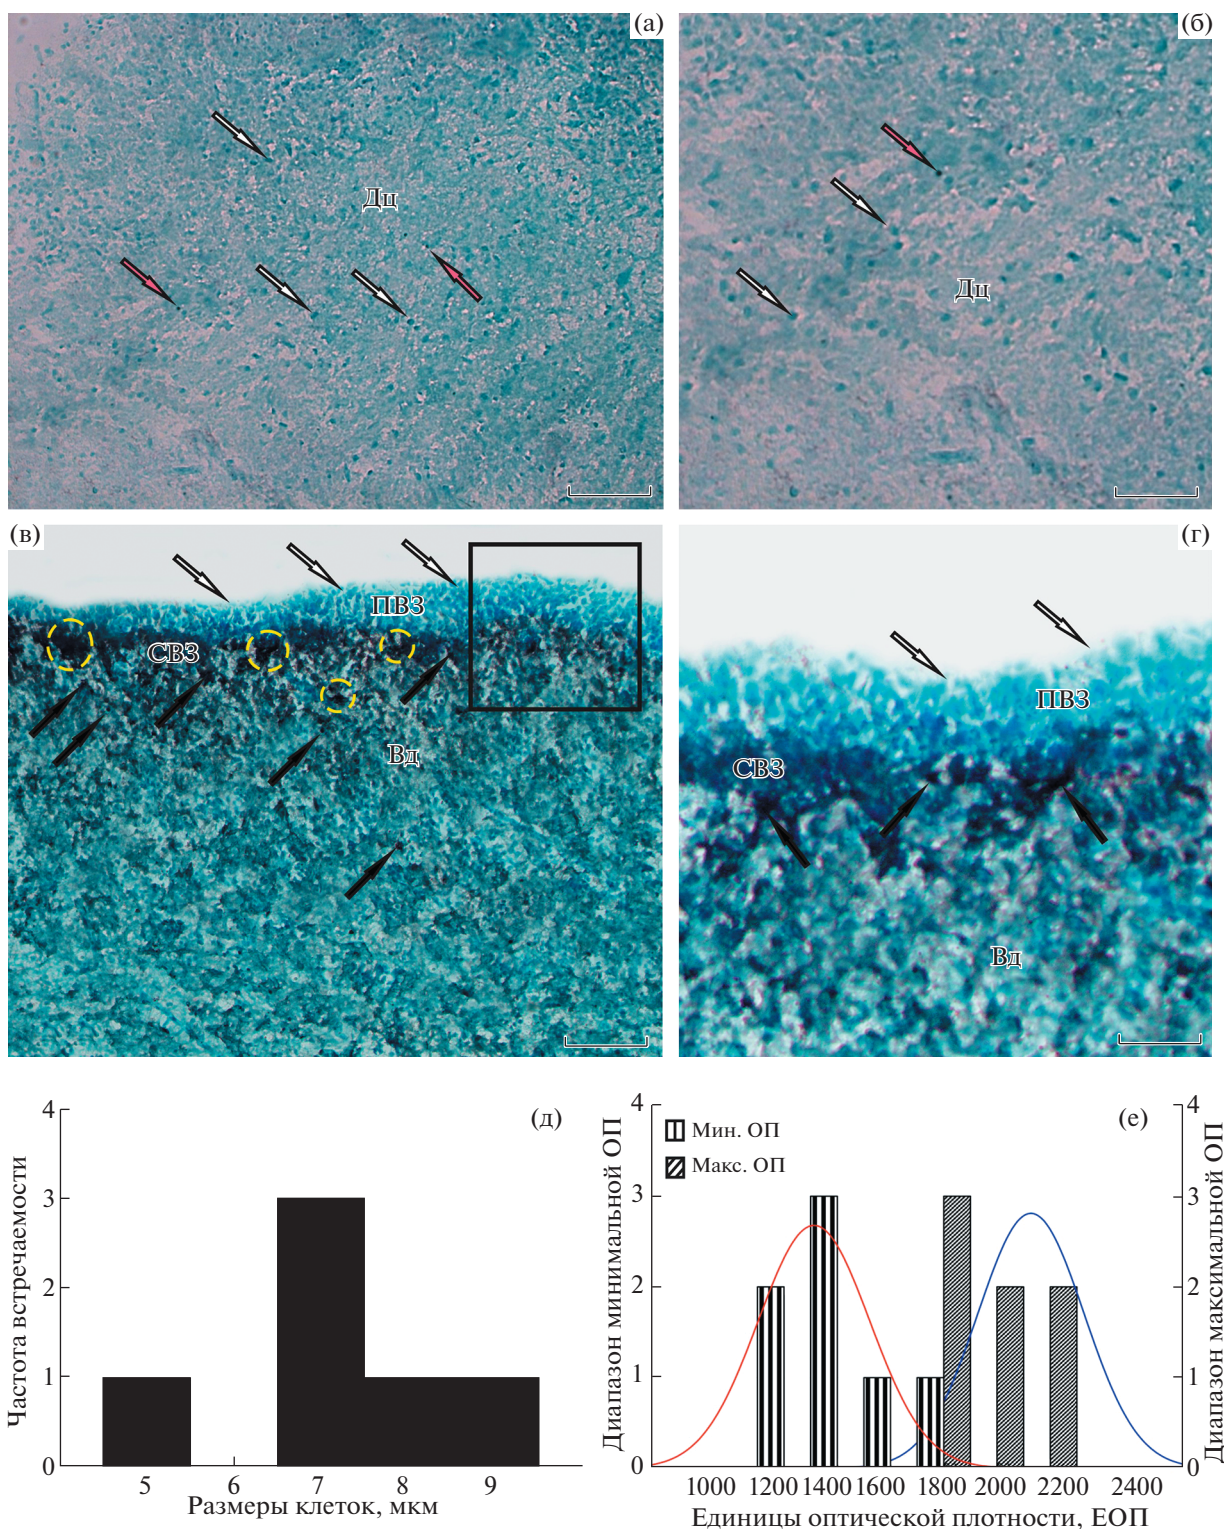 (а)
Дц
(б)
Дц
(в)
ПВЗ
СВЗ
Вд
(г)
ПВЗ
СВЗ
Вд
(д)
Частота встречаемости
4
3
2
1
0
5 6 7 8 9
Размеры клеток, мкм
(е)
Мин. ОП
Макс. ОП
Диапазон минимальной ОП
4
3
2
1
0
Диапазон максимальной ОП
4
3
2
1
0
1000 1200 1400 1600 1800 2000 2200 2400
Единицы оптической плотности, ЕОП